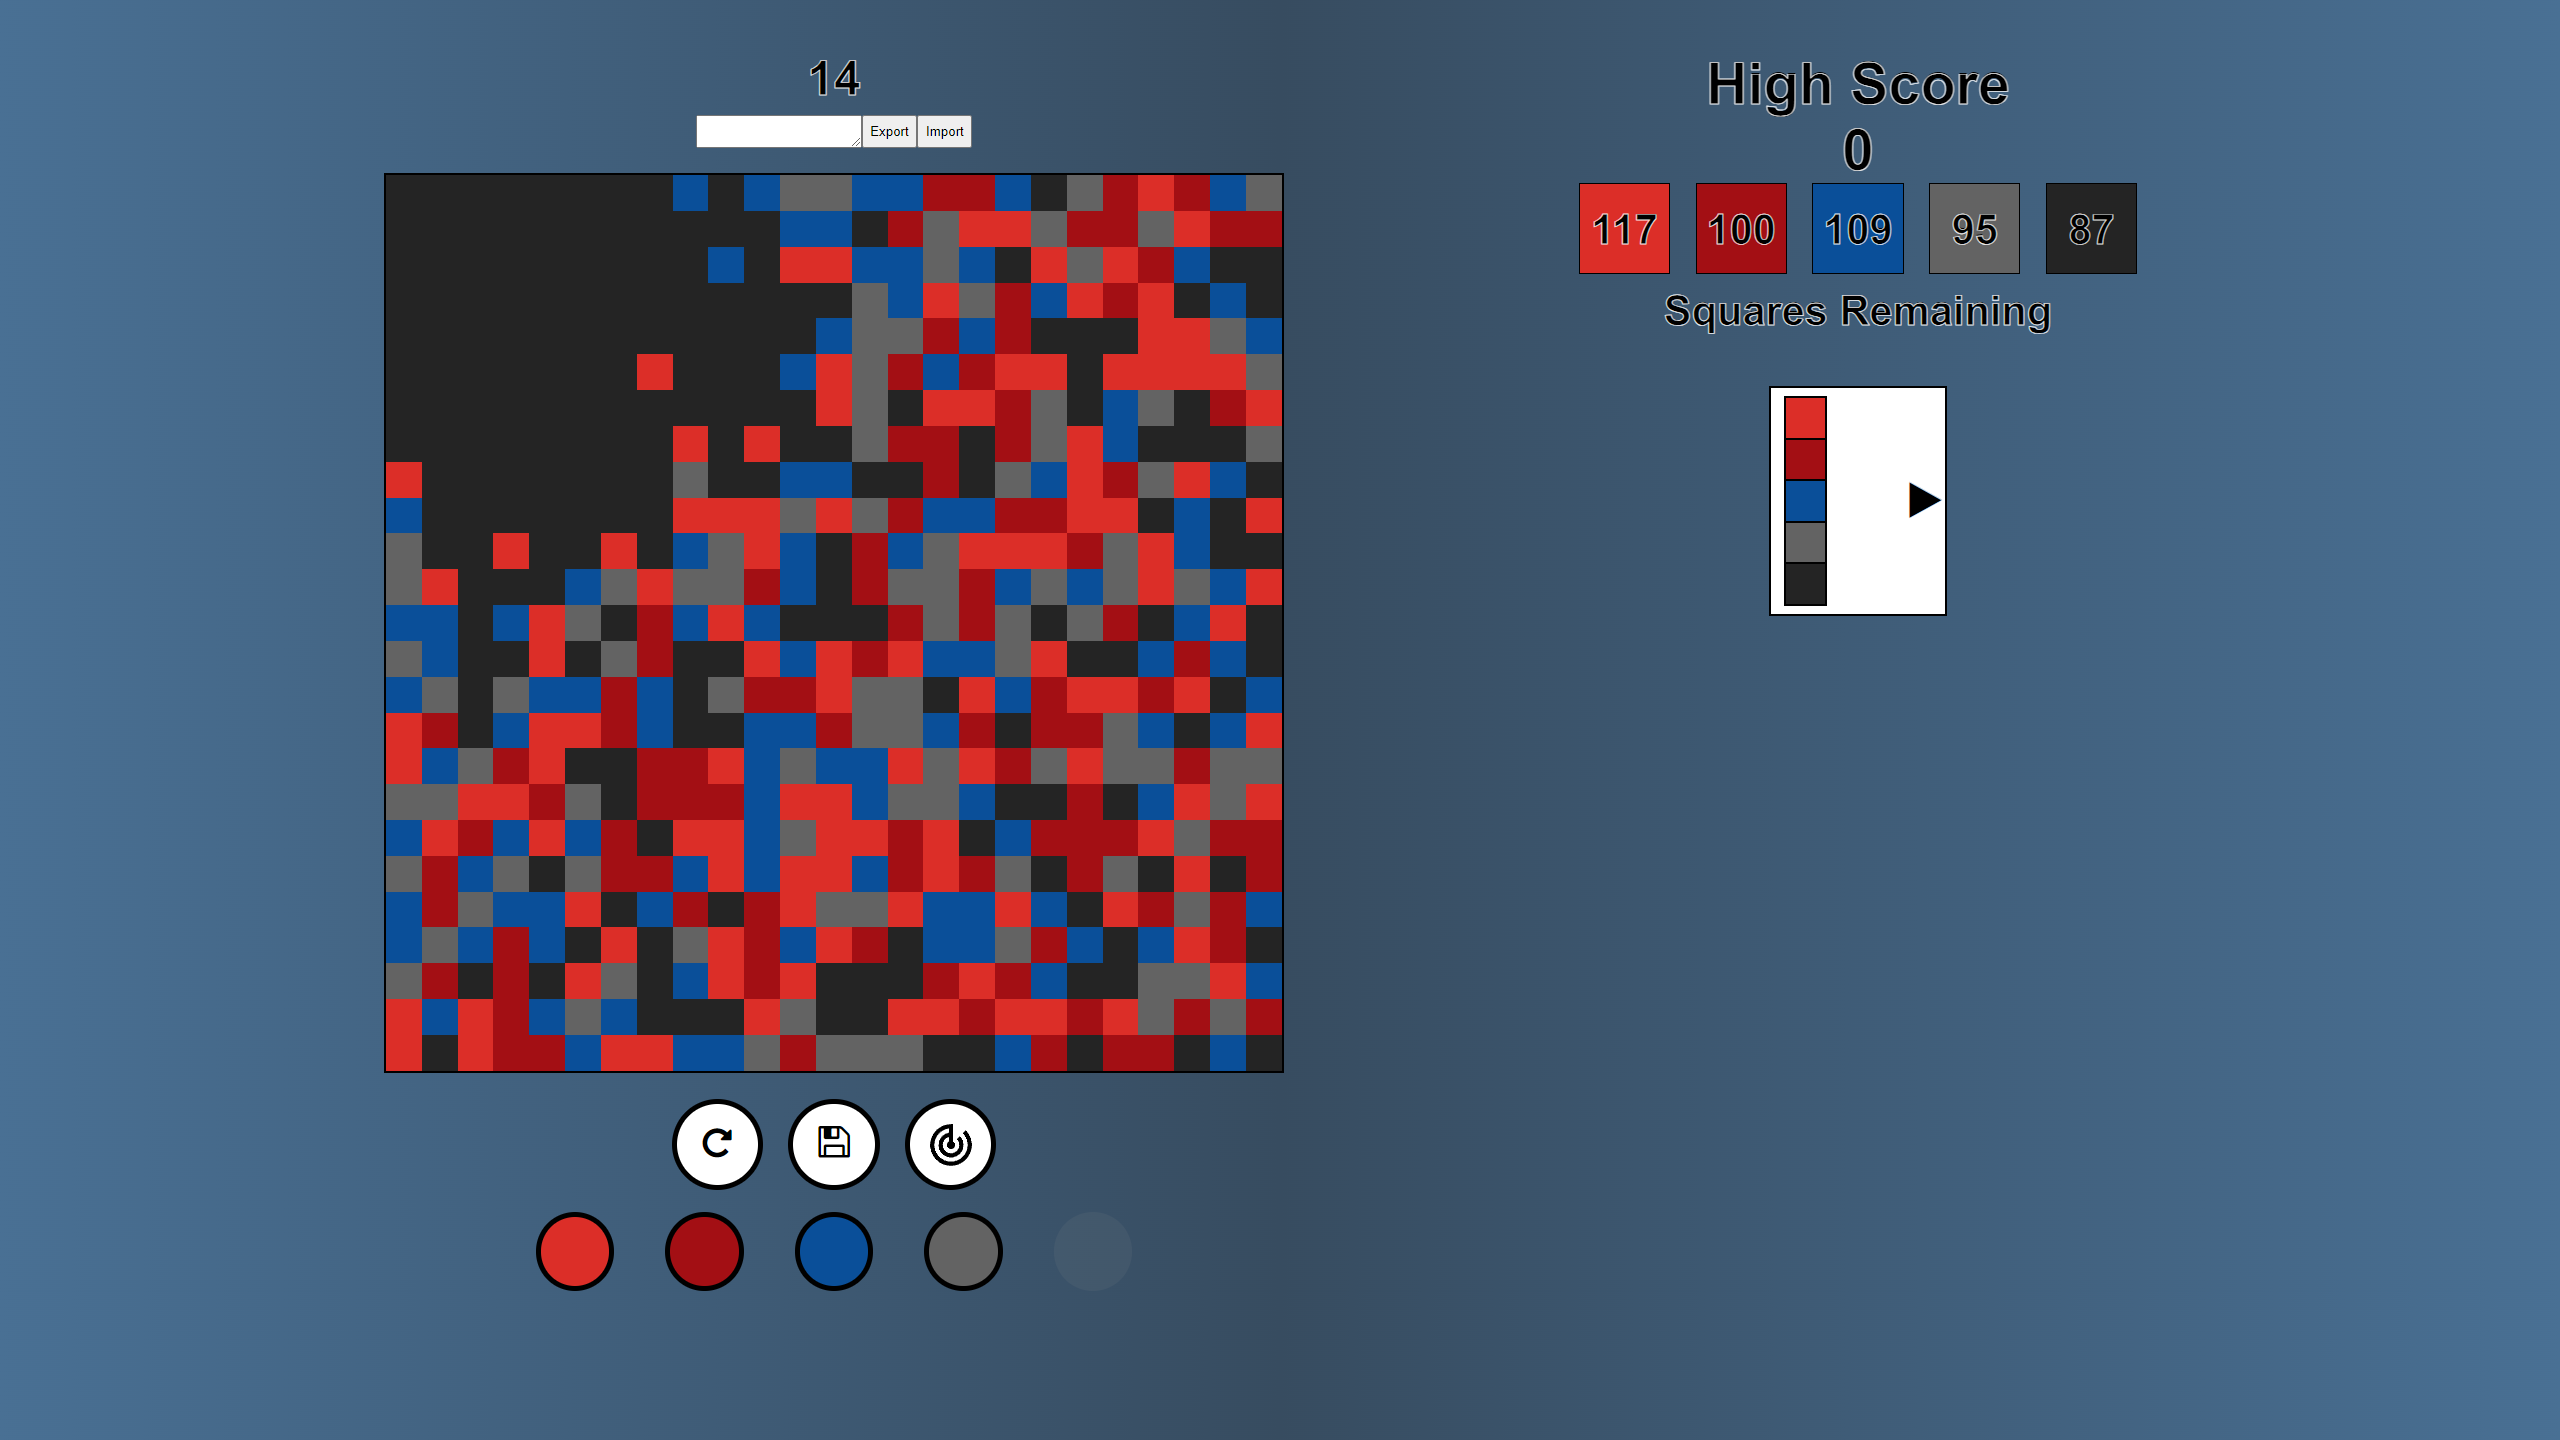 14
Export Import
High Score
0
117 100 109 95 87
Squares Remaining